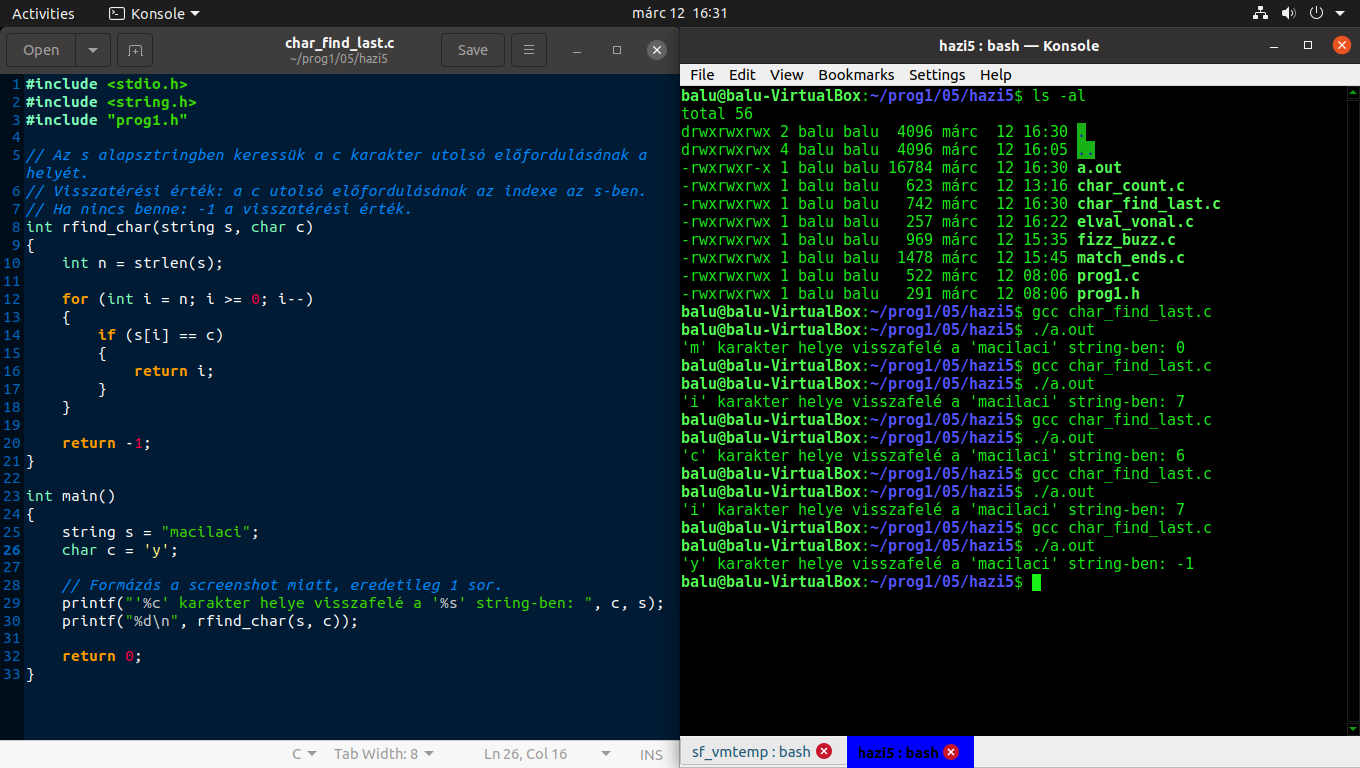 Activities
Konsole
márc 12 16:31
Open
char_find_last.c
~/prog1/05/hazi5
Save
1 #include <stdio.h>
2 #include <string.h>
3 #include "prog1.h"
4
5 // Az s alapsztringben keressük a c karakter utolsó előfordulásának a
helyét.
6 // Visszatérési érték: a c utolsó előfordulásának az indexe az s-ben.
7 // Ha nincs benne: -1 a visszatérési érték.
8 int rfind_char(string s, char c)
9 {
10     int n = strlen(s);
11
12     for (int i = n; i >= 0; i--)
13     {
14         if (s[i] == c)
15         {
16             return i;
17         }
18     }
19
20     return -1;
21 }
22
23 int main()
24 {
25     string s = "macilaci";
26     char c = 'y';
27
28     // Formázás a screenshot miatt, eredetileg 1 sor.
29     printf("'%c' karakter helye visszafelé a '%s' string-ben: ", c, s);
30     printf("%d\n", rfind_char(s, c));
31
32     return 0;
33 }
C
Tab Width: 8
Ln 26, Col 16
INS
hazi5 : bash — Konsole
File Edit View Bookmarks Settings Help
balu@balu-VirtualBox:~/prog1/05/hazi5$ ls -al
total 56
drwxrwxrwx 2 balu balu  4096 márc  12 16:30 .
drwxrwxrwx 4 balu balu  4096 márc  12 16:05 ..
-rwxrwxr-x 1 balu balu 16784 márc  12 16:30 a.out
-rwxrwxrwx 1 balu balu   623 márc  12 13:16 char_count.c
-rwxrwxrwx 1 balu balu   742 márc  12 16:30 char_find_last.c
-rwxrwxrwx 1 balu balu   257 márc  12 16:22 elval_vonal.c
-rwxrwxrwx 1 balu balu   969 márc  12 15:35 fizz_buzz.c
-rwxrwxrwx 1 balu balu  1478 márc  12 15:45 match_ends.c
-rwxrwxrwx 1 balu balu   522 márc  12 08:06 prog1.c
-rwxrwxrwx 1 balu balu   291 márc  12 08:06 prog1.h
balu@balu-VirtualBox:~/prog1/05/hazi5$ gcc char_find_last.c
balu@balu-VirtualBox:~/prog1/05/hazi5$ ./a.out
'm' karakter helye visszafelé a 'macilaci' string-ben: 0
balu@balu-VirtualBox:~/prog1/05/hazi5$ gcc char_find_last.c
balu@balu-VirtualBox:~/prog1/05/hazi5$ ./a.out
'i' karakter helye visszafelé a 'macilaci' string-ben: 7
balu@balu-VirtualBox:~/prog1/05/hazi5$ gcc char_find_last.c
balu@balu-VirtualBox:~/prog1/05/hazi5$ ./a.out
'c' karakter helye visszafelé a 'macilaci' string-ben: 6
balu@balu-VirtualBox:~/prog1/05/hazi5$ gcc char_find_last.c
balu@balu-VirtualBox:~/prog1/05/hazi5$ ./a.out
'i' karakter helye visszafelé a 'macilaci' string-ben: 7
balu@balu-VirtualBox:~/prog1/05/hazi5$ gcc char_find_last.c
balu@balu-VirtualBox:~/prog1/05/hazi5$ ./a.out
'y' karakter helye visszafelé a 'macilaci' string-ben: -1
balu@balu-VirtualBox:~/prog1/05/hazi5$
sf_vmtemp : bash
hazi5 : bash